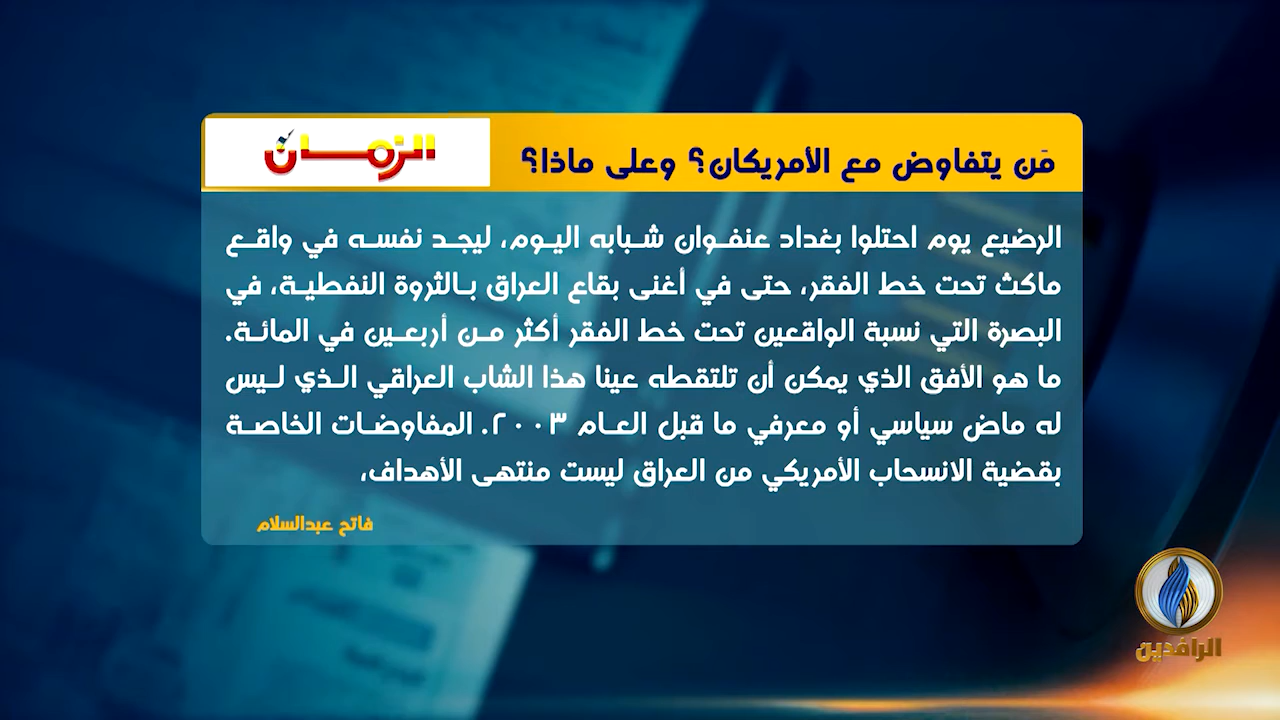 الزمان
مَن يتفاوض مع الأمريكان؟ وعلى ماذا؟
الرضيع يوم احتلوا بغداد عنفوان شبابه اليوم، ليجد نفسه في واقع
ماكث تحت خط الفقر، حتى في أغنى بقاع العراق بالثروة النفطية، في
البصرة التي نسبة الواقعين تحت خط الفقر أكثر من أربعين في المائة.
ما هو الأفق الذي يمكن أن تلتقطه عينا هذا الشاب العراقي الذي ليس
له ماض سياسي أو معرفي ما قبل العام ٢٠٠٣. المفاوضات الخاصة
بقضية الانسحاب الأمريكي من العراق ليست منتهى الأهداف،
فاتح عبدالسلام
الرافدين